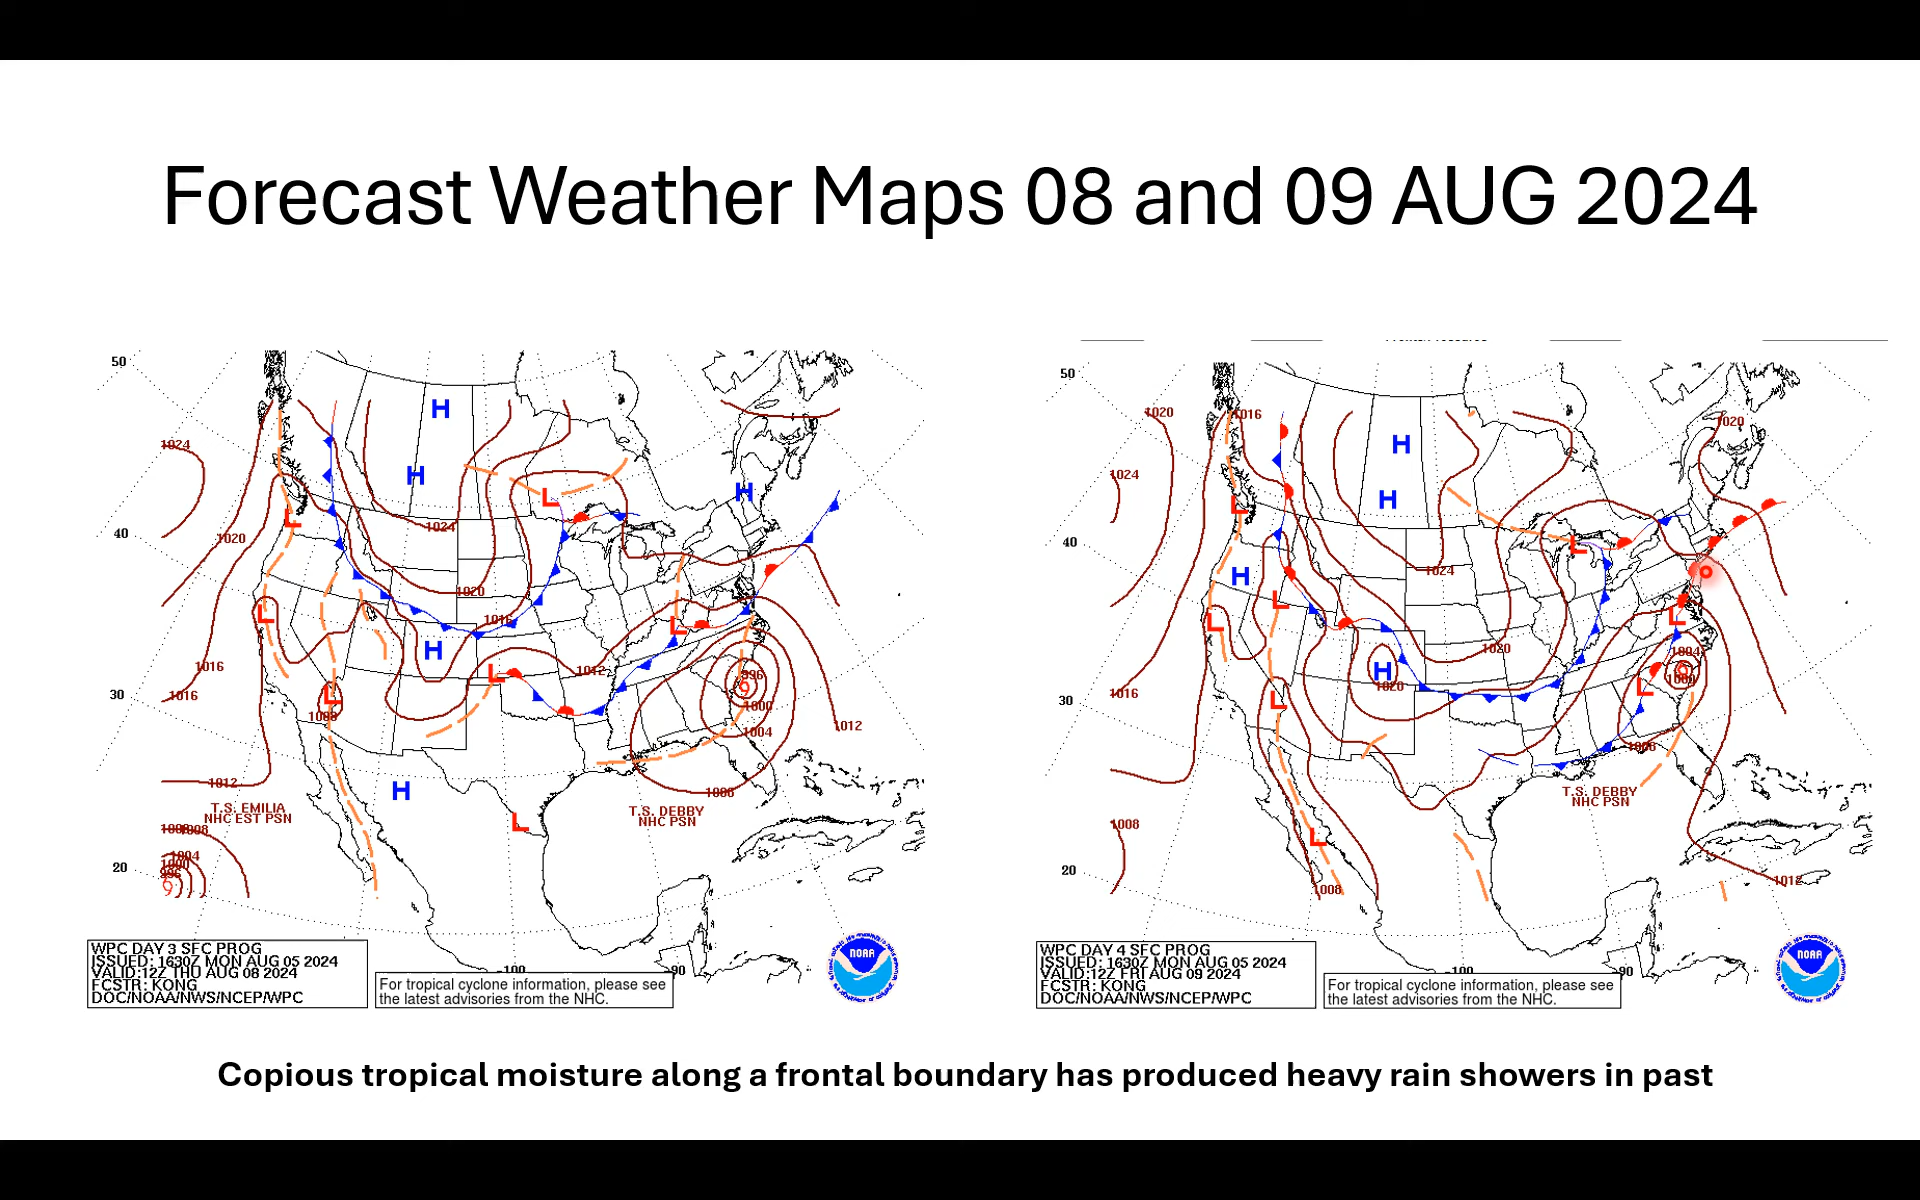 Forecast Weather Maps 08 and 09 AUG 2024
50
H
1024
H
H
L
L
1024
1020
40
1020
L
L
1016
H
1012
L
1016
996
30
1016
L
1008
1000
1004
1012
1012
H
1008
T.S. EMILIA
NHC EST PSN
T.S. DEBBY
NHC PSN
L
1008
1004
1000
996
20
-100
-90
WPC DAY 3 SFC PROG
ISSUED: 1630Z MON AUG 05 2024
VALID:12Z THU AUG 08 2024
FCSTR: KONG
DOC/NOAA/NWS/NCEP/WPC
For tropical cyclone information, please see
the latest advisories from the NHC.
NOAA
50
1020
1016
1020
H
1024
H
L
40
L
1024
H
L
L
L
1020
1004
H
1020
1000
L
1016
30
L
1008
T.S. DEBBY
NHC PSN
1008
L
20
1008
1012
-100
-90
WPC DAY 4 SFC PROG
ISSUED: 1630Z MON AUG 05 2024
VALID:12Z FRI AUG 09 2024
FCSTR: KONG
DOC/NOAA/NWS/NCEP/WPC
For tropical cyclone information, please see
the latest advisories from the NHC.
NOAA
Copious tropical moisture along a frontal boundary has produced heavy rain showers in past